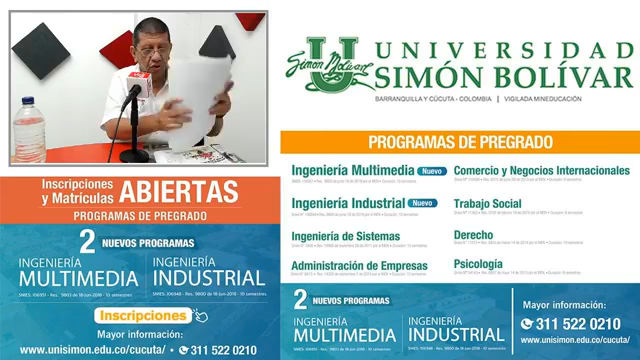 Inscripciones
y Matrículas ABIERTAS
PROGRAMAS DE PREGRADO
2 NUEVOS PROGRAMAS
INGENIERÍA
MULTIMEDIA
INGENIERÍA
INDUSTRIAL
Inscripciones
Mayor información:
www.unisimon.edu.co/cucuta/ • 311 522 0210
Simón Bolívar
U
UNIVERSIDAD
SIMÓN BOLÍVAR
BARRANQUILLA Y CÚCUTA - COLOMBIA | VIGILADA MINEDUCACIÓN
PROGRAMAS DE PREGRADO
Ingeniería Multimedia Nuevo
Ingeniería Industrial Nuevo
Ingeniería de Sistemas
Administración de Empresas
Comercio y Negocios Internacionales
Trabajo Social
Derecho
Psicología
2 NUEVOS PROGRAMAS
INGENIERÍA
MULTIMEDIA
INGENIERÍA
INDUSTRIAL
Mayor información:
311 522 0210
www.unisimon.edu.co/cucuta/